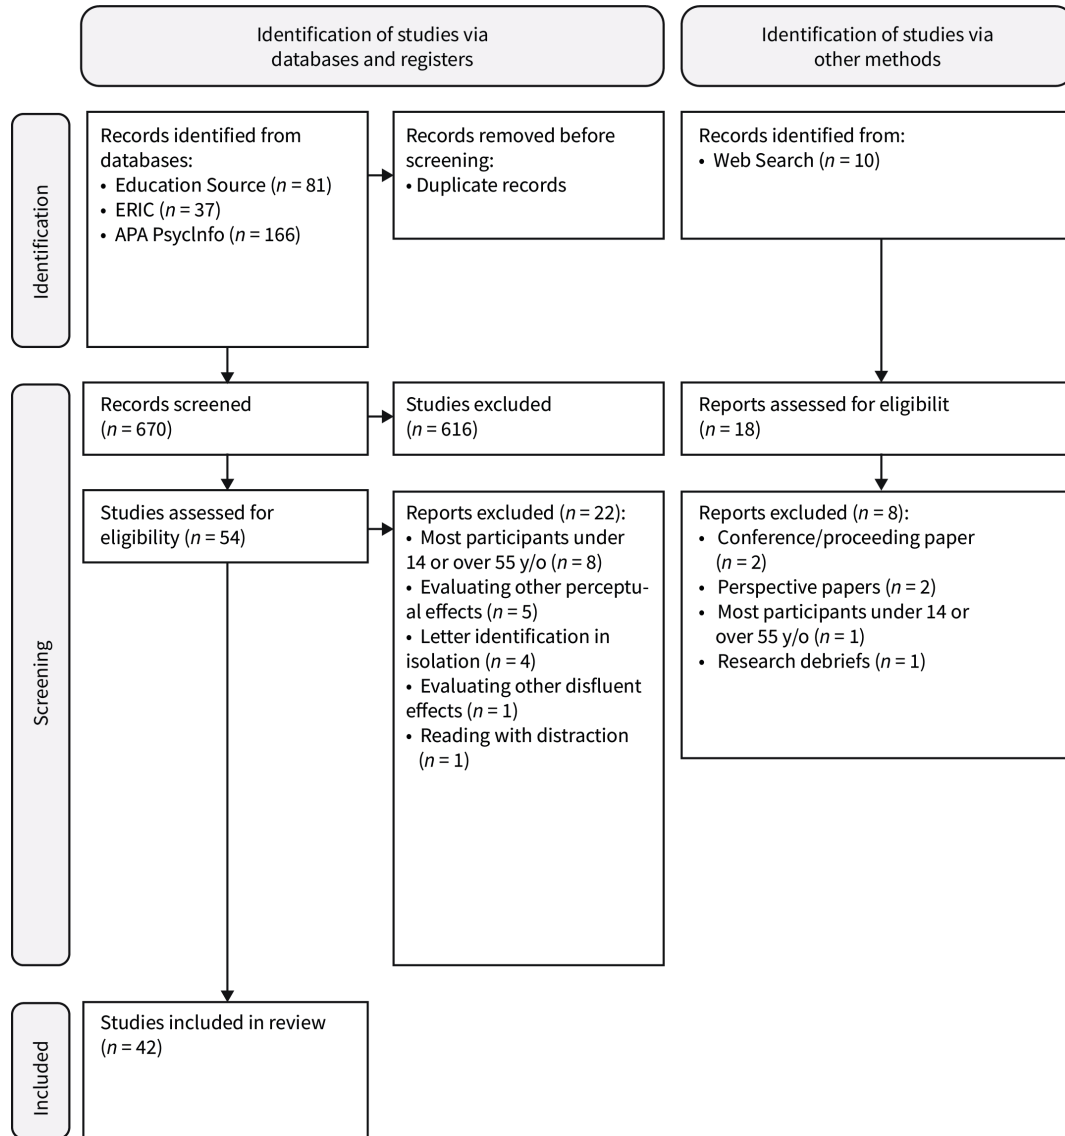 Identification of studies via
databases and registers
Identification of studies via
other methods
Identification
Records identified from
databases:
• Education Source (n = 81)
• ERIC (n = 37)
• APA PsycInfo (n = 166)
Records removed before
screening:
• Duplicate records
Records identified from:
• Web Search (n = 10)
Screening
Records screened
(n = 670)
Studies excluded
(n = 616)
Reports assessed for eligibilit
(n = 18)
Studies assessed for
eligibility (n = 54)
Reports excluded (n = 22):
• Most participants under
14 or over 55 y/o (n = 8)
• Evaluating other perceptu-
al effects (n = 5)
• Letter identification in
isolation (n = 4)
• Evaluating other disfluent
effects (n = 1)
• Reading with distraction
(n = 1)
Reports excluded (n = 8):
• Conference/proceeding paper
(n = 2)
• Perspective papers (n = 2)
• Most participants under 14 or
over 55 y/o (n = 1)
• Research debriefs (n = 1)
Included
Studies included in review
(n = 42)